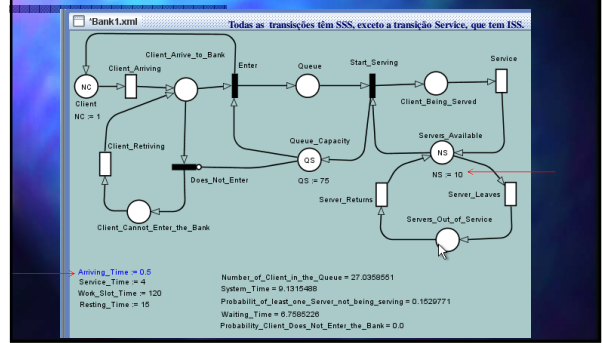 *Bank1.xml
Todas as transisções têm SSS, exceto a transição Service, que tem ISS.
Client_Arrive_to_Bank
Client_Arriving
Enter
Queue
Start_Serving
Service
NC
Client
NC := 1
Client_Being_Served
Client_Retriving
Queue_Capacity
QS
QS := 75
Servers_Available
NS
NS := 10
Does_Not_Enter
Client_Cannot_Enter_the_Bank
Server_Returns
Server_Leaves
Servers_Out_of_Service
Arriving_Time := 0.5
Service_Time := 4
Work_Slot_Time := 120
Resting_Time := 15
Number_of_Client_in_the_Queue = 27.0358551
System_Time = 9.1315488
Probabilit_of_least_one_Server_not_being_serving = 0.1529771
Waiting_Time = 6.7585226
Probability_Client_Does_Not_Enter_the_Bank = 0.0